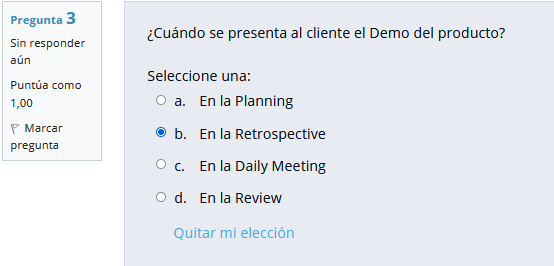 Pregunta 3
Sin responder
aún
Puntúa como
1,00
Marcar
pregunta
¿Cuándo se presenta al cliente el Demo del producto?
Seleccione una:
a. En la Planning
b. En la Retrospective
c. En la Daily Meeting
d. En la Review
Quitar mi elección